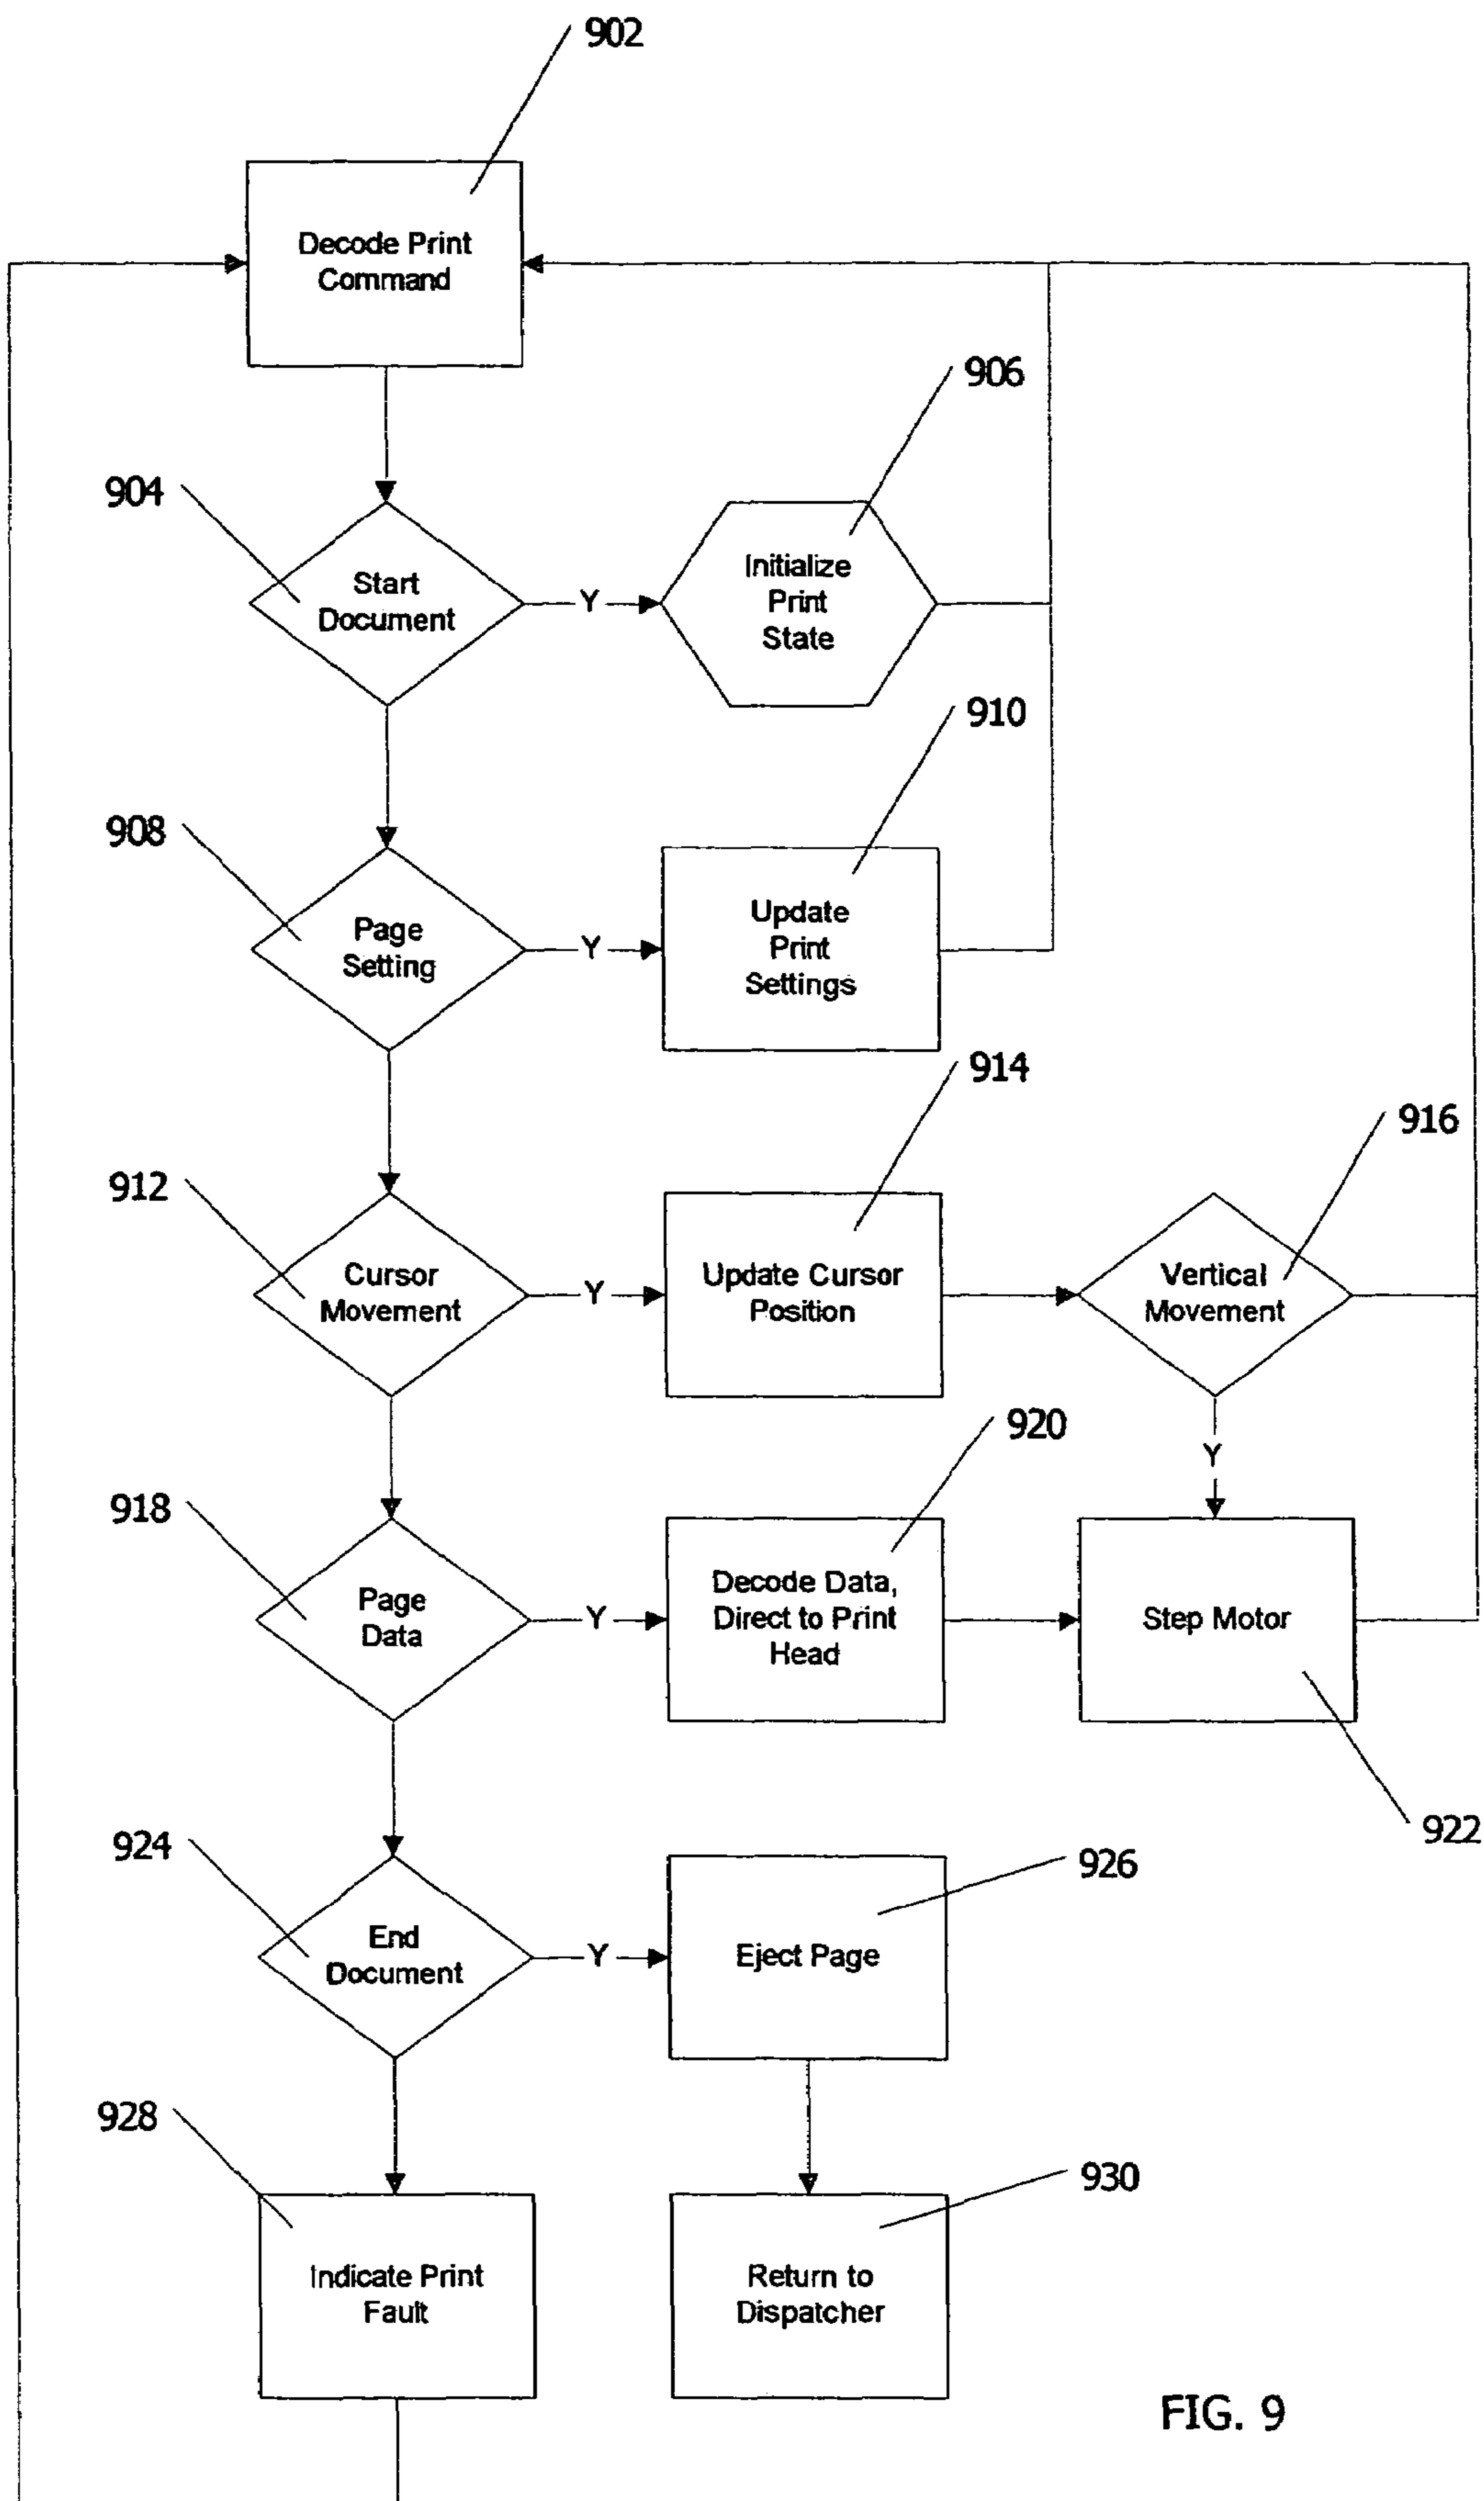 902
Decode Print
Command
906
904
Start
Document
Y
Initialize
Print
State
910
908
Page
Setting
Y
Update
Print
Settings
914
916
912
Cursor
Movement
Y
Update Cursor
Position
Vertical
Movement
920
Y
918
Page
Data
Y
Decode Data,
Direct to Print
Head
Step Motor
922
924
926
End
Document
Y
Eject Page
928
930
Indicate Print
Fault
Return to
Dispatcher
FIG. 9